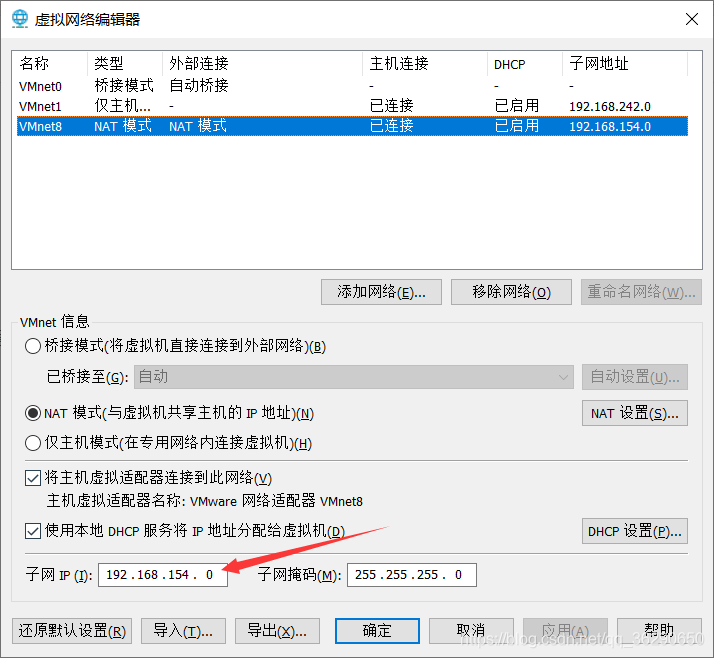 虚拟网络编辑器
名称 类型 外部连接 主机连接 DHCP 子网地址
VMnet0 桥接模式 自动桥接 - - -
VMnet1 仅主机... - 已连接 已启用 192.168.242.0
VMnet8 NAT 模式 NAT 模式 已连接 已启用 192.168.154.0
添加网络(E)... 移除网络(O) 重命名网络(W)...
VMnet 信息
桥接模式(将虚拟机直接连接到外部网络)(B)
已桥接至(G): 自动 自动设置(U)...
NAT 模式(与虚拟机共享主机的 IP 地址)(N) NAT 设置(S)...
仅主机模式(在专用网络内连接虚拟机)(H)
将主机虚拟适配器连接到此网络(V)
主机虚拟适配器名称: VMware 网络适配器 VMnet8
使用本地 DHCP 服务将 IP 地址分配给虚拟机(D) DHCP 设置(P)...
子网 IP (I): 192.168.154. 0 子网掩码(M): 255.255.255. 0
还原默认设置(R) 导入(T)... 导出(X)... 确定 取消 应用(A) 帮助